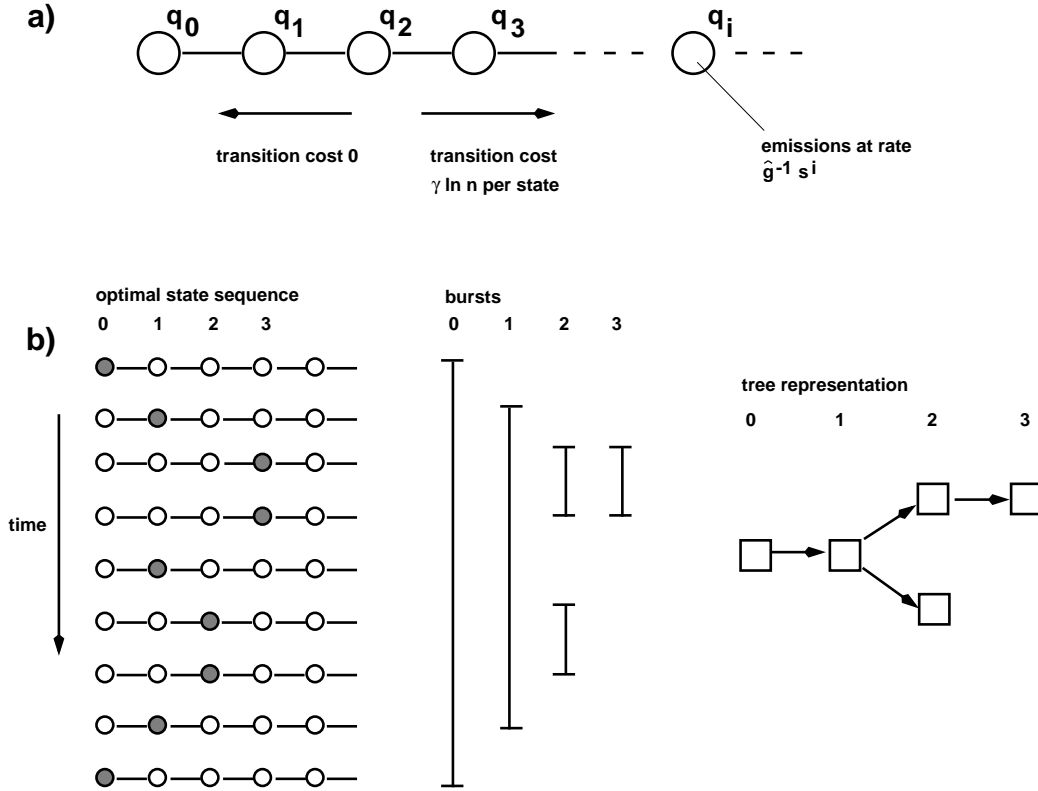 a)
q0 q1 q2 q3 qi
transition cost 0
transition cost
γ ln n per state
emissions at rate
ĝ-1 s i
optimal state sequence
0 1 2 3
bursts
0 1 2 3
b)
tree representation
0 1 2 3
time